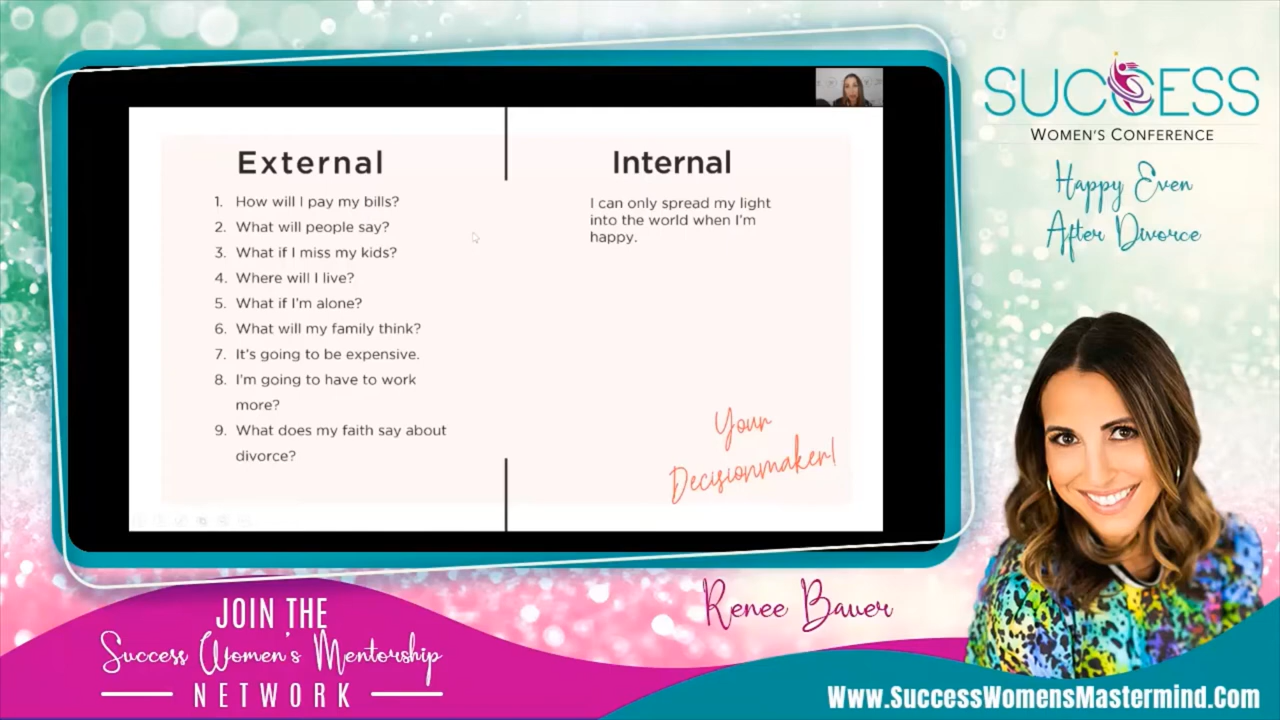 External
1. How will I pay my bills?
2. What will people say?
3. What if I miss my kids?
4. Where will I live?
5. What if I'm alone?
6. What will my family think?
7. It's going to be expensive.
8. I'm going to have to work
more?
9. What does my faith say about
divorce?
Internal
I can only spread my light
into the world when I'm
happy.
Your
Decisionmaker!
SUCCESS
WOMEN'S CONFERENCE
Happy Even
After Divorce
Renee Bauer
JOIN THE
Success Women's Mentorship
NETWORK
Www.SuccessWomensMastermind.Com